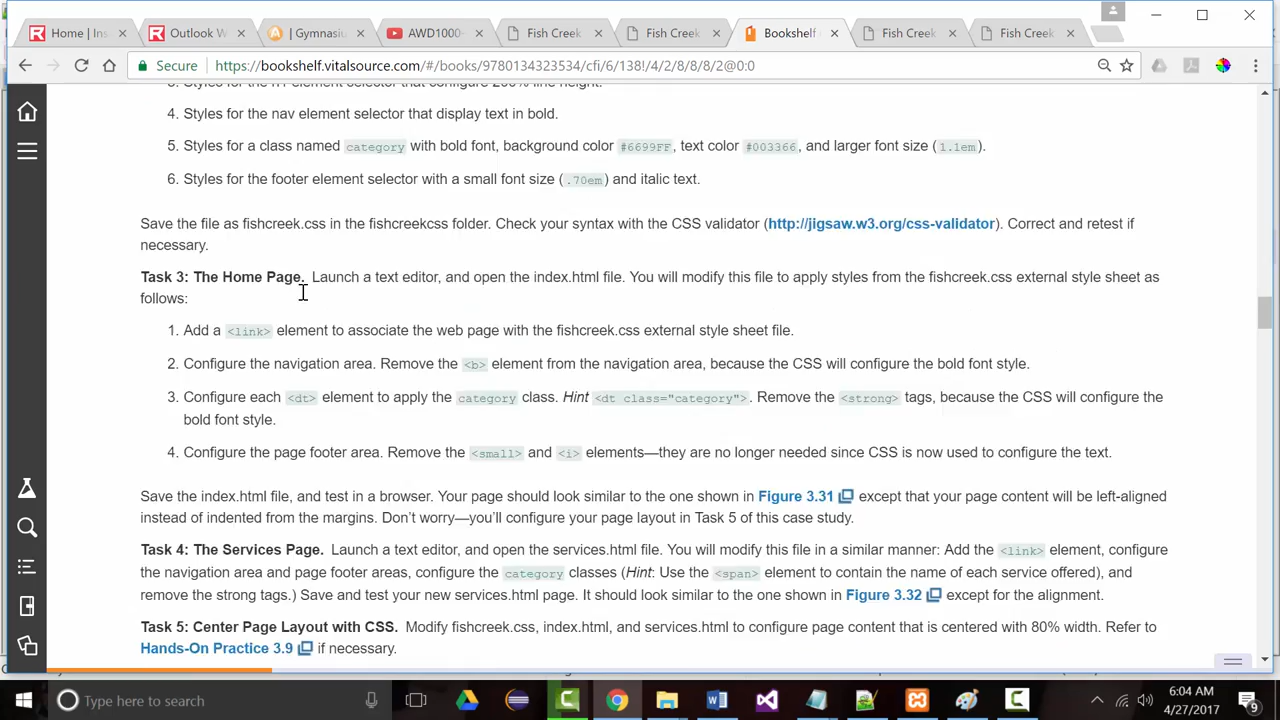 Home | Ins
Outlook W
| Gymnasiu
AWD1000-
Fish Creek
Fish Creek
Bookshelf
Fish Creek
Fish Creek
Secure
https://bookshelf.vitalsource.com/#/books/9780134323534/cfi/6/138!/4/2/8/8/8/2@0:0
4. Styles for the nav element selector that display text in bold.
5. Styles for a class named category with bold font, background color #6699FF, text color #003366, and larger font size (1.1em).
6. Styles for the footer element selector with a small font size (.70em) and italic text.
Save the file as fishcreek.css in the fishcreekcss folder. Check your syntax with the CSS validator (http://jigsaw.w3.org/css-validator). Correct and retest if
necessary.
Task 3: The Home Page. Launch a text editor, and open the index.html file. You will modify this file to apply styles from the fishcreek.css external style sheet as
follows:
1. Add a <link> element to associate the web page with the fishcreek.css external style sheet file.
2. Configure the navigation area. Remove the <b> element from the navigation area, because the CSS will configure the bold font style.
3. Configure each <dt> element to apply the category class. Hint <dt class="category">. Remove the <strong> tags, because the CSS will configure the
bold font style.
4. Configure the page footer area. Remove the <small> and <i> elements—they are no longer needed since CSS is now used to configure the text.
Save the index.html file, and test in a browser. Your page should look similar to the one shown in Figure 3.31 except that your page content will be left-aligned
instead of indented from the margins. Don't worry—you'll configure your page layout in Task 5 of this case study.
Task 4: The Services Page. Launch a text editor, and open the services.html file. You will modify this file in a similar manner: Add the <link> element, configure
the navigation area and page footer areas, configure the category classes (Hint: Use the <span> element to contain the name of each service offered), and
remove the strong tags.) Save and test your new services.html page. It should look similar to the one shown in Figure 3.32 except for the alignment.
Task 5: Center Page Layout with CSS. Modify fishcreek.css, index.html, and services.html to configure page content that is centered with 80% width. Refer to
Hands-On Practice 3.9 if necessary.
Type here to search
6:04 AM
4/27/2017
9